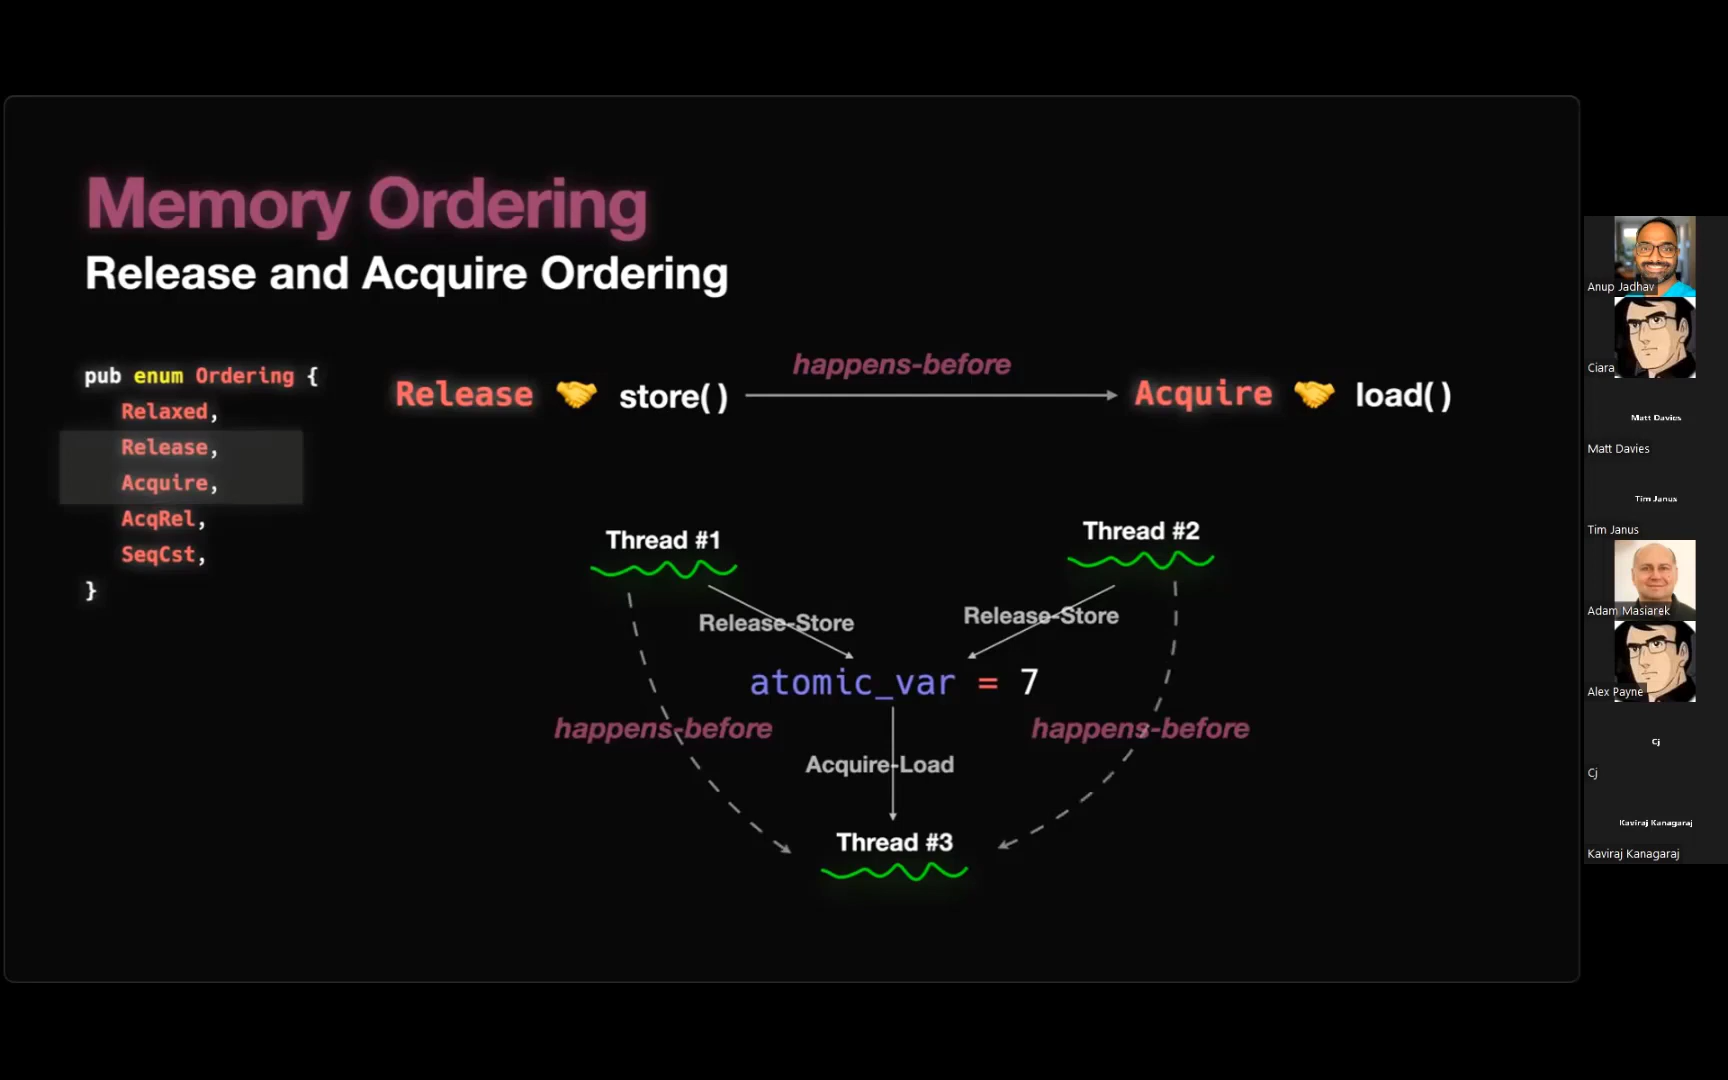 Memory Ordering
Release and Acquire Ordering
pub enum Ordering {
Relaxed,
Release,
Acquire,
AcqRel,
SeqCst,
}
happens-before
Release 🤝 store() Acquire 🤝 load()
Thread #1
Thread #2
Release-Store
Release-Store
atomic_var = 7
happens-before
happens-before
Acquire-Load
Thread #3
Anup Jadhav
Ciara
Matt Davies
Matt Davies
Tim Janus
Tim Janus
Adam Masiarek
Alex Payne
Cj
Cj
Kaviraj Kanagaraj
Kaviraj Kanagaraj